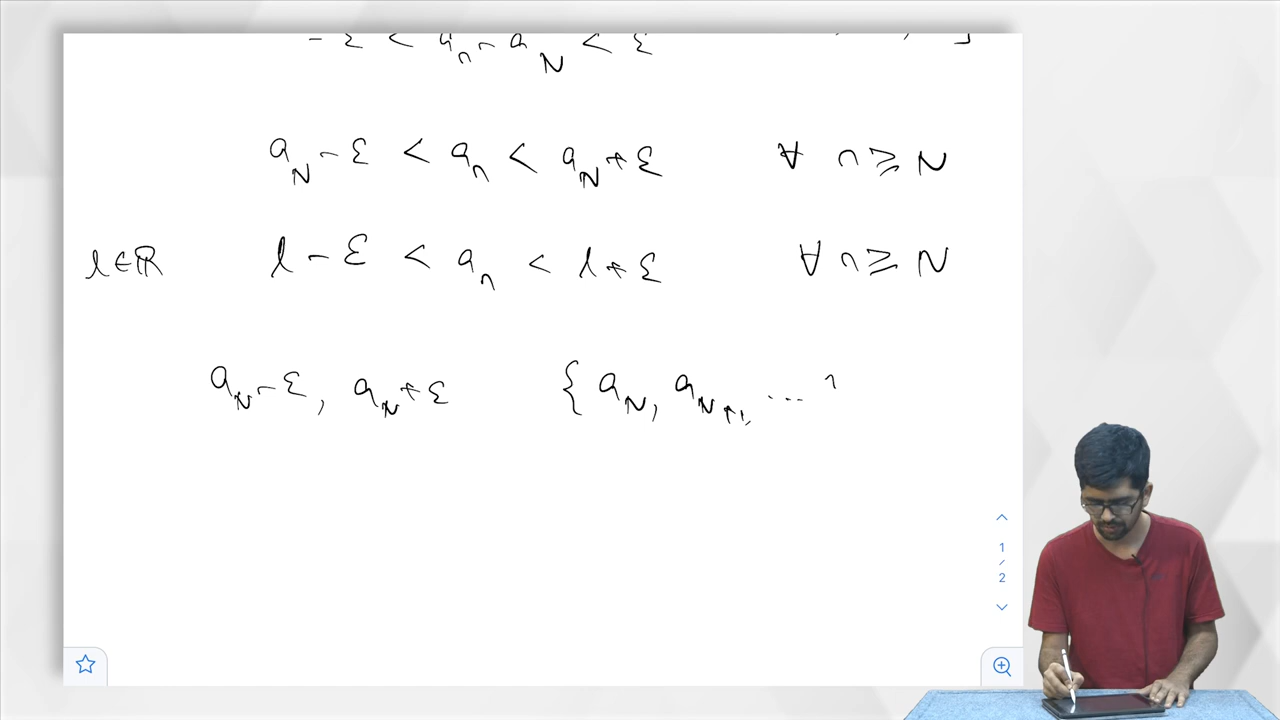 - ε < a_n - a_N < ε
a_N - ε < a_n < a_N + ε ∀ n ≥ N
l ∈ ℝ l - ε < a_n < l + ε ∀ n ≥ N
a_N - ε, a_N + ε { a_N, a_{N+1}, ...
1
/
2